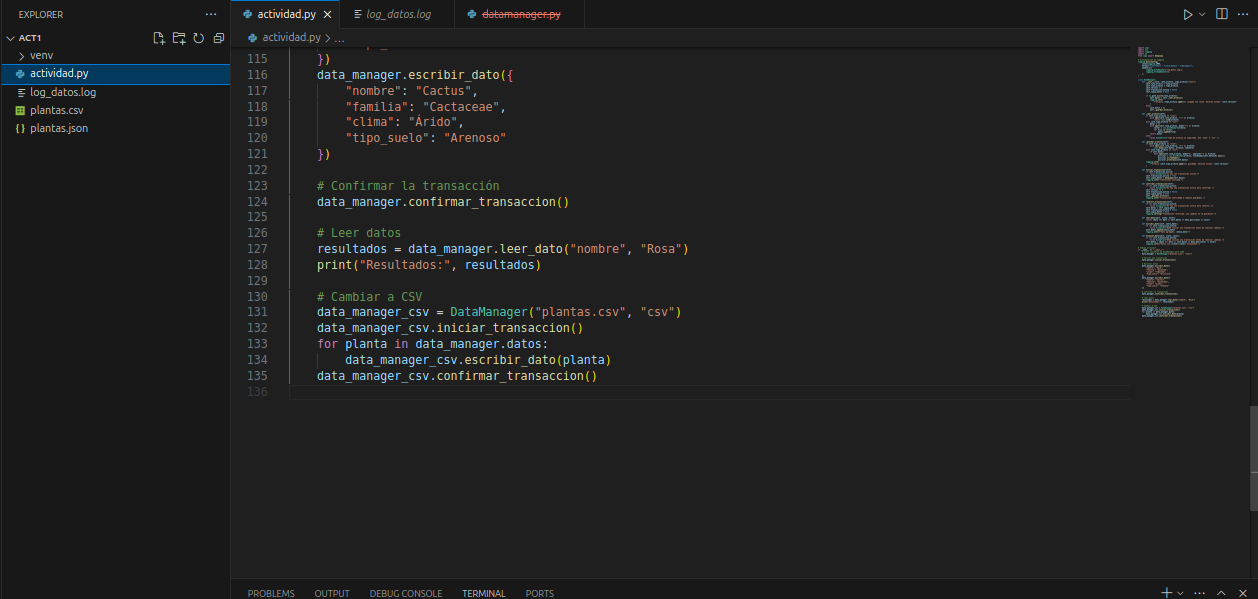 EXPLORER ···
actividad.py × log_datos.log datamanager.py
ACT1
actividad.py > ...
venv
actividad.py
log_datos.log
plantas.csv
plantas.json
115 })
116 data_manager.escribir_dato({
117 "nombre": "Cactus",
118 "familia": "Cactaceae",
119 "clima": "Árido",
120 "tipo_suelo": "Arenoso"
121 })
122
123 # Confirmar la transacción
124 data_manager.confirmar_transaccion()
125
126 # Leer datos
127 resultados = data_manager.leer_dato("nombre", "Rosa")
128 print("Resultados:", resultados)
129
130 # Cambiar a CSV
131 data_manager_csv = DataManager("plantas.csv", "csv")
132 data_manager_csv.iniciar_transaccion()
133 for planta in data_manager.datos:
134 data_manager_csv.escribir_dato(planta)
135 data_manager_csv.confirmar_transaccion()
136
PROBLEMS OUTPUT DEBUG CONSOLE TERMINAL PORTS